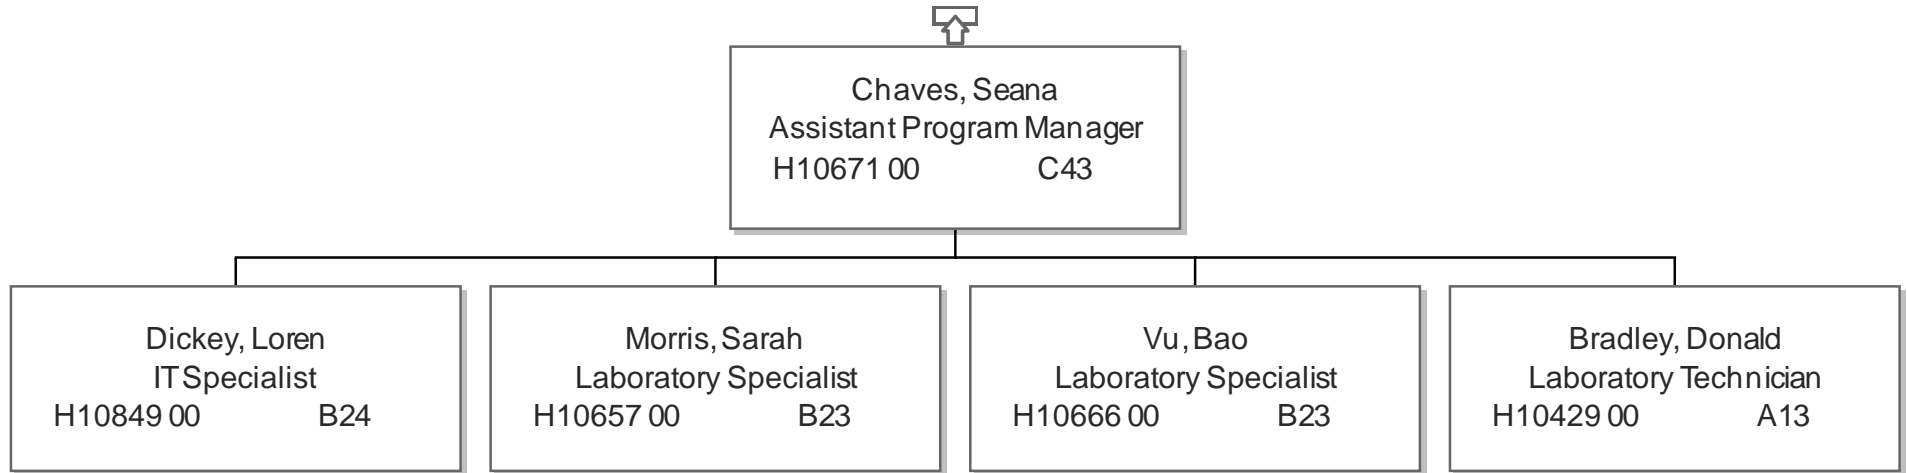 Chaves, Seana
Assistant Program Manager
H10671 00 C43
Dickey, Loren
IT Specialist
H10849 00 B24
Morris, Sarah
Laboratory Specialist
H10657 00 B23
Vu, Bao
Laboratory Specialist
H10666 00 B23
Bradley, Donald
Laboratory Technician
H10429 00 A13